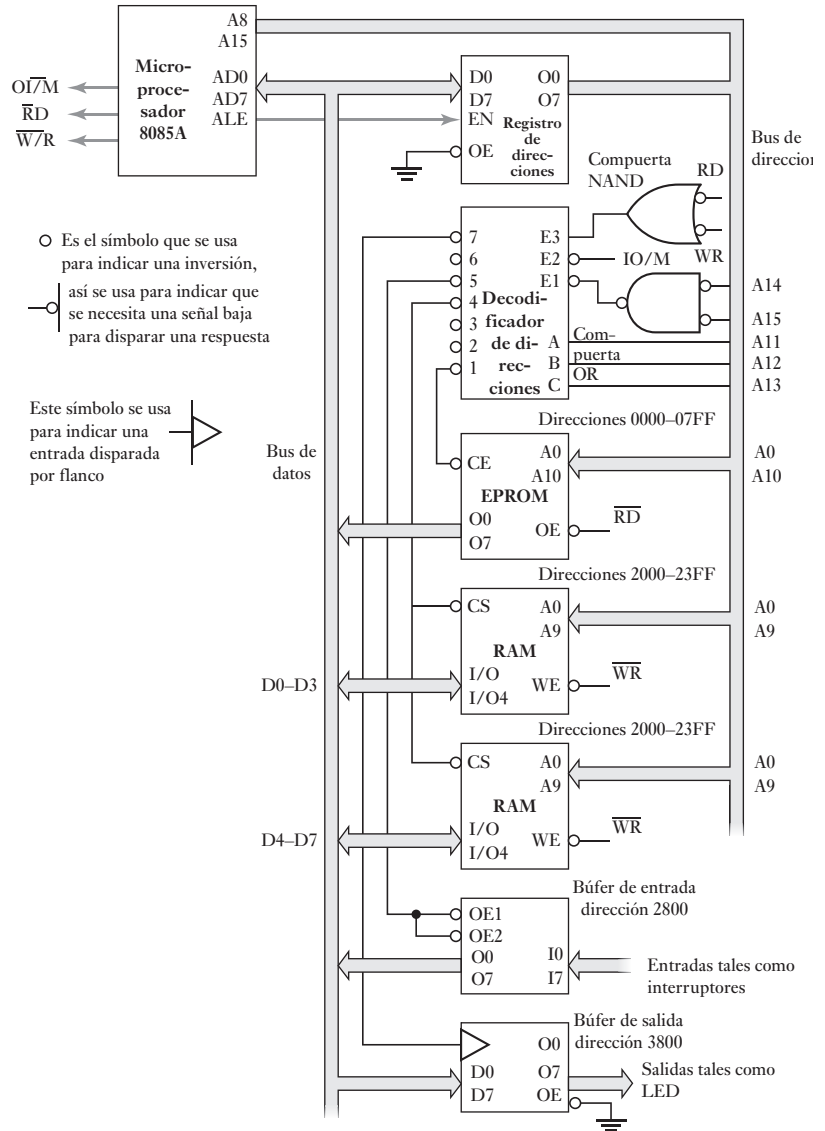 A8
A15
Micro-
proce-
sador
8085A
AD0
AD7
ALE
OI/M
RD
W/R
D0
D7
EN
OE
O0
O7
Registro
de
direc-
ciones
Bus de
direccion
Compuerta
NAND
RD
WR
Es el símbolo que se usa
para indicar una inversión,
así se usa para indicar que
se necesita una señal baja
para disparar una respuesta
Este símbolo se usa
para indicar una
entrada disparada
por flanco
7
6
5
4
3
2
1
E3
E2
E1
IO/M
Decodi-
ficador
de di-
rec-
ciones
A
B
C
Com-
puerta
OR
A14
A15
A11
A12
A13
Bus de
datos
Direcciones 0000–07FF
CE
A0
A10
EPROM
O0
O7
OE
RD
A0
A10
Direcciones 2000–23FF
CS
A0
A9
RAM
I/O
I/O4
WE
WR
A0
A9
D0–D3
Direcciones 2000–23FF
CS
A0
A9
RAM
I/O
I/O4
WE
WR
A0
A9
D4–D7
Búfer de entrada
dirección 2800
OE1
OE2
O0
O7
I0
I7
Entradas tales como
interruptores
Búfer de salida
dirección 3800
D0
D7
O0
O7
OE
Salidas tales como
LED